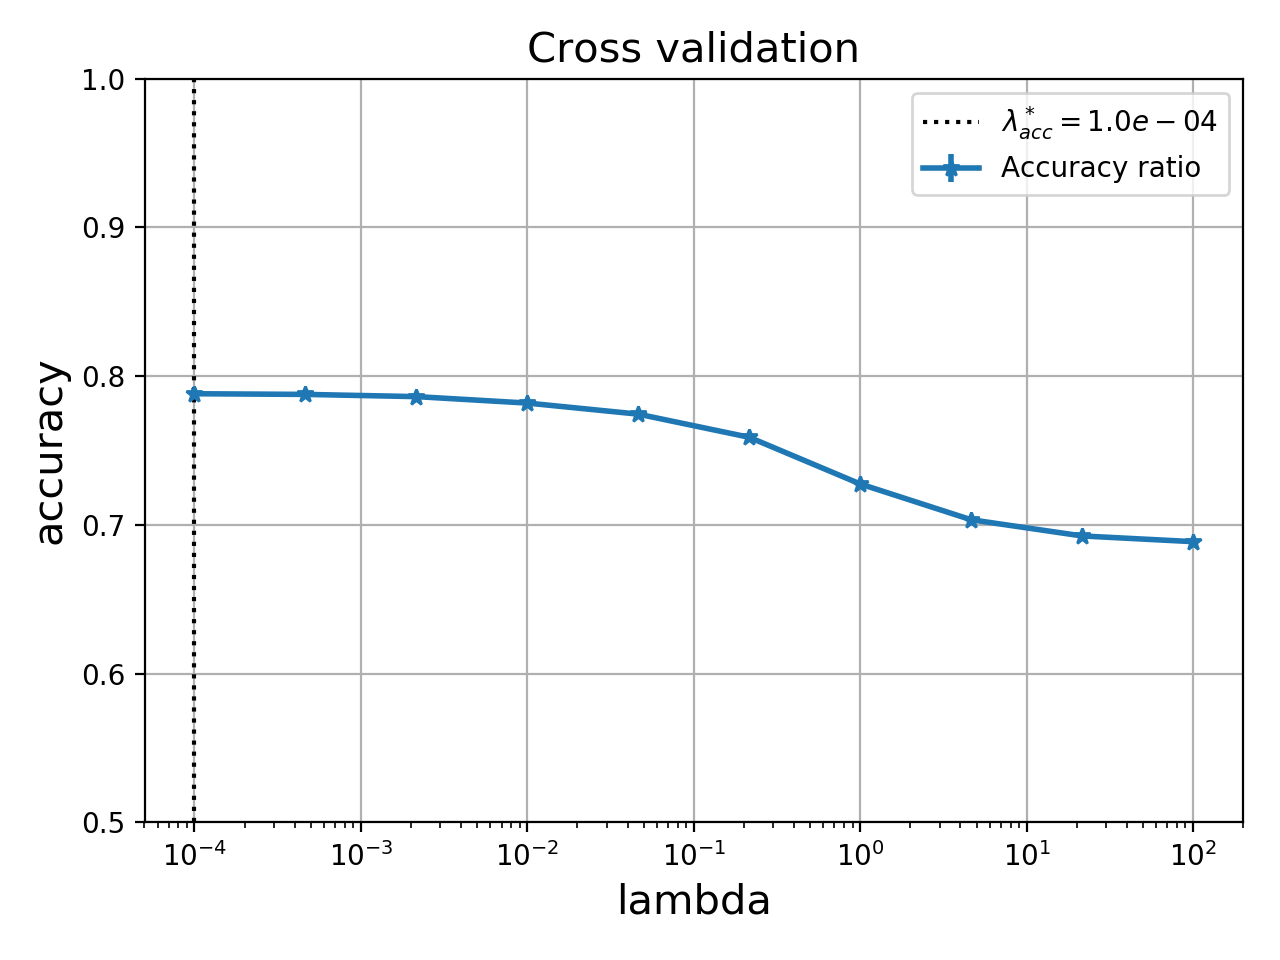 Cross validation
1.0
0.9
0.8
0.7
0.6
0.5
accuracy
λ*acc = 1.0e − 04
Accuracy ratio
10⁻⁴ 10⁻³ 10⁻² 10⁻¹ 10⁰ 10¹ 10²
lambda